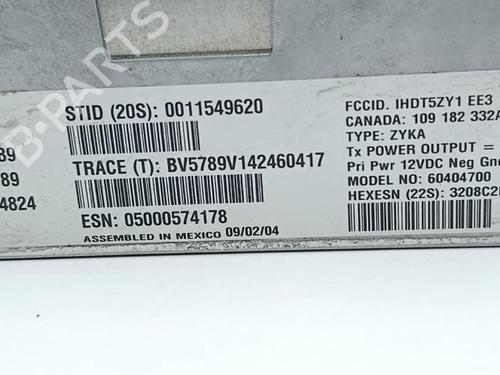 B-PARTS
STID (20S): 0011549620
TRACE (T): BV5789V142460417
ESN: 05000574178
ASSEMBLED IN MEXICO 09/02/04
89
89
4824
FCCID. IHDT5ZY1 EE3
CANADA: 109 182 332A
TYPE: ZYKA
Tx POWER OUTPUT =
Pri Pwr 12VDC Neg Gnd
MODEL NO: 60404700
HEXESN (22S): 3208C2